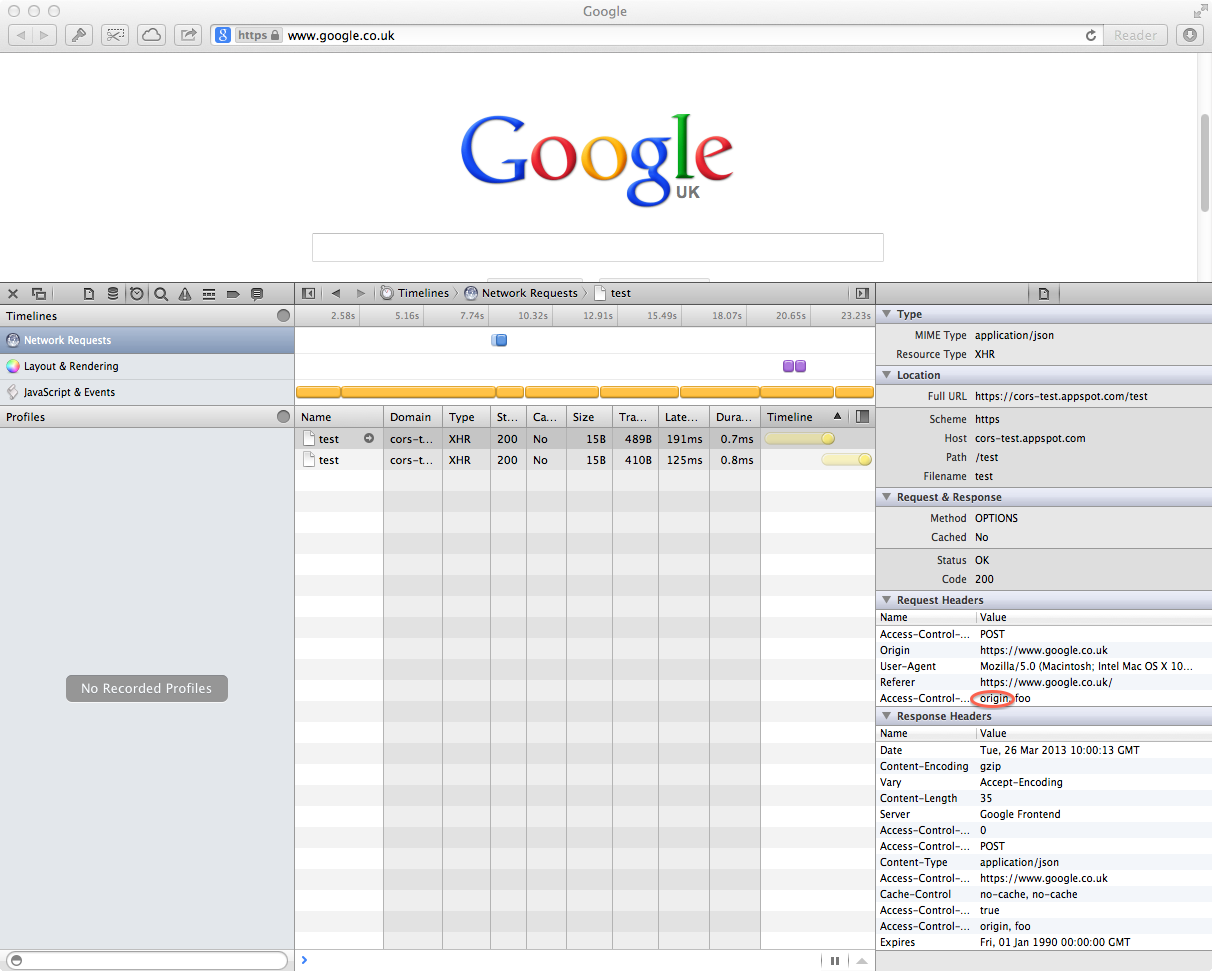 Google
https www.google.co.uk
Reader
Google
UK
Timelines
Network Requests
test
Timelines
2.58s 5.16s 7.74s 10.32s 12.91s 15.49s 18.07s 20.65s 23.23s
Network Requests
Layout & Rendering
JavaScript & Events
Profiles
Name Domain Type St... Ca... Size Tra... Late... Dura... Timeline
test cors-t... XHR 200 No 15B 489B 191ms 0.7ms
test cors-t... XHR 200 No 15B 410B 125ms 0.8ms
No Recorded Profiles
Type
MIME Type application/json
Resource Type XHR
Location
Full URL https://cors-test.appspot.com/test
Scheme https
Host cors-test.appspot.com
Path /test
Filename test
Request & Response
Method OPTIONS
Cached No
Status OK
Code 200
Request Headers
Name Value
Access-Control-... POST
Origin https://www.google.co.uk
User-Agent Mozilla/5.0 (Macintosh; Intel Mac OS X 10...
Referer https://www.google.co.uk/
Access-Control-... origin, foo
Response Headers
Name Value
Date Tue, 26 Mar 2013 10:00:13 GMT
Content-Encoding gzip
Vary Accept-Encoding
Content-Length 35
Server Google Frontend
Access-Control-... 0
Access-Control-... POST
Content-Type application/json
Access-Control-... https://www.google.co.uk
Cache-Control no-cache, no-cache
Access-Control-... true
Access-Control-... origin, foo
Expires Fri, 01 Jan 1990 00:00:00 GMT